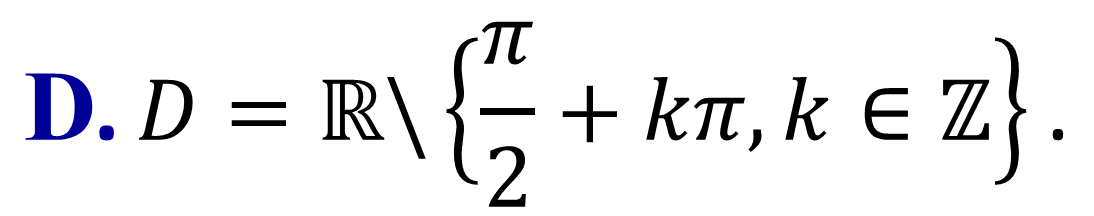 D. D = ℝ\{π/2 + kπ, k ∈ ℤ}.